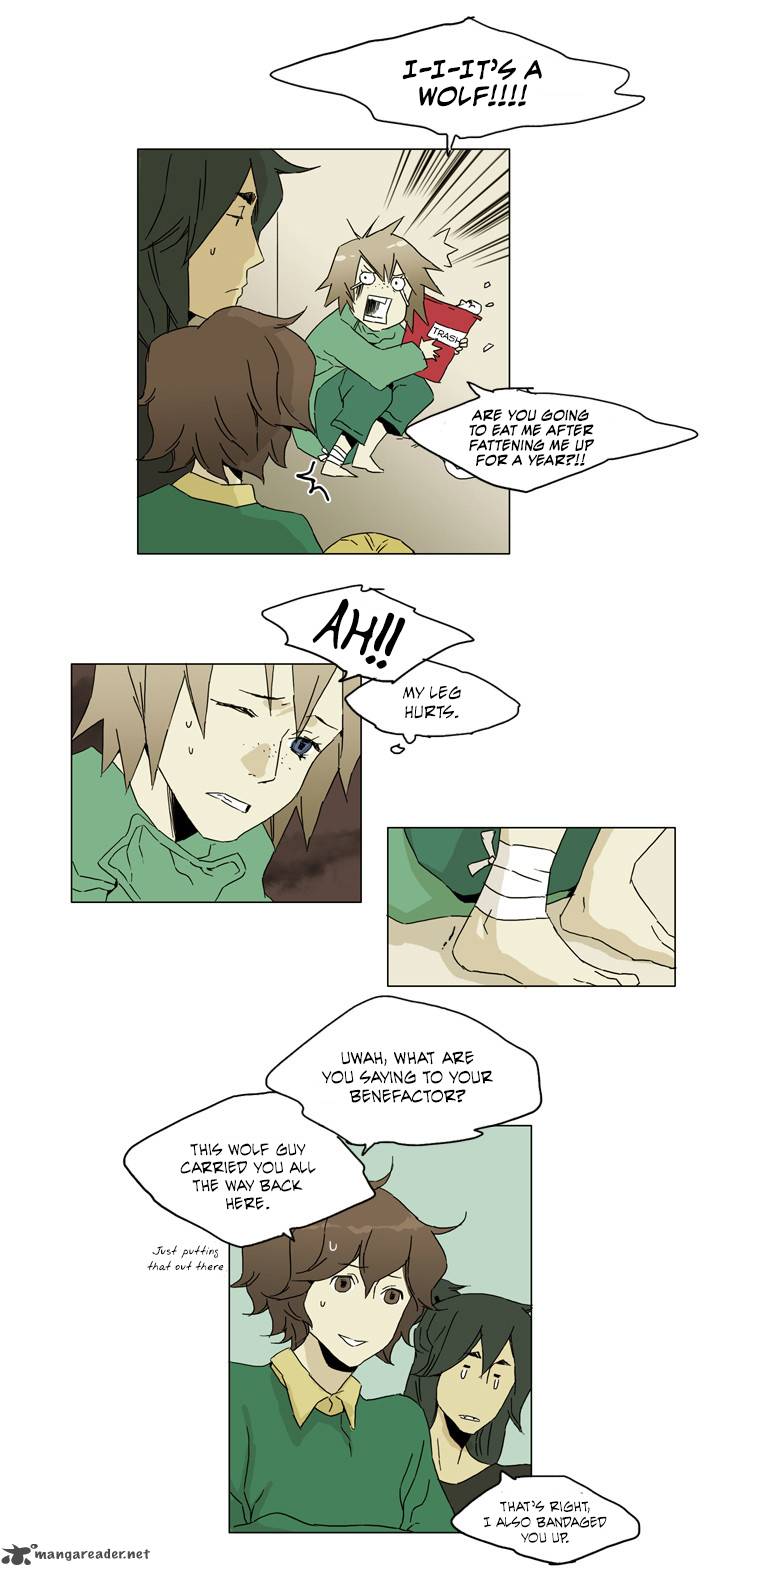 I-I-IT'S A
WOLF!!!!
TRASH
ARE YOU GOING
TO EAT ME AFTER
FATTENING ME UP
FOR A YEAR?!!
AH!!
MY LEG
HURTS.
UWAH, WHAT ARE
YOU SAYING TO YOUR
BENEFACTOR?
THIS WOLF GUY
CARRIED YOU ALL
THE WAY BACK
HERE.
Just putting
that out there
THAT'S RIGHT,
I ALSO BANDAGED
YOU UP.
mangareader.net